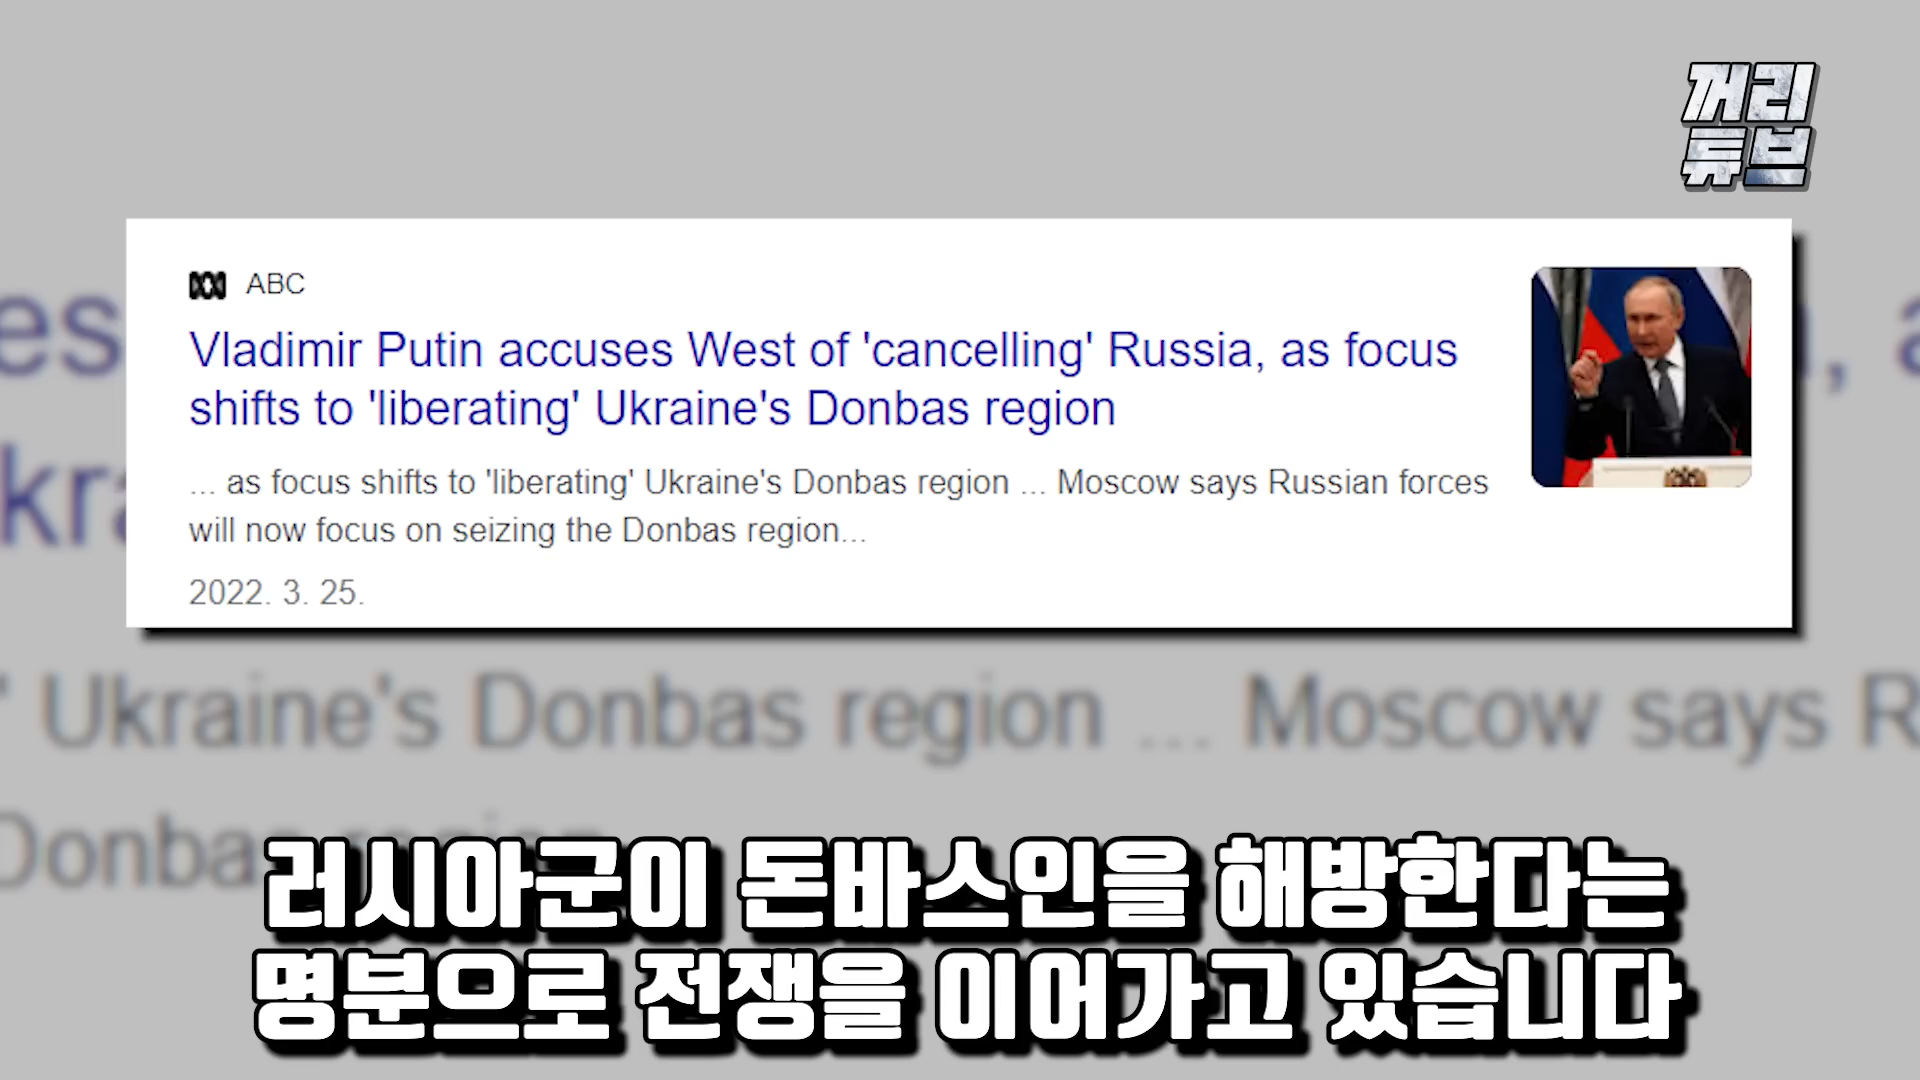 꺼리
튜브
ABC
Vladimir Putin accuses West of 'cancelling' Russia, as focus
shifts to 'liberating' Ukraine's Donbas region
... as focus shifts to 'liberating' Ukraine's Donbas region ... Moscow says Russian forces
will now focus on seizing the Donbas region...
2022. 3. 25.
' Ukraine's Donbas region ... Moscow says R
Donbas region
러시아군이 돈바스인을 해방한다는
명분으로 전쟁을 이어가고 있습니다